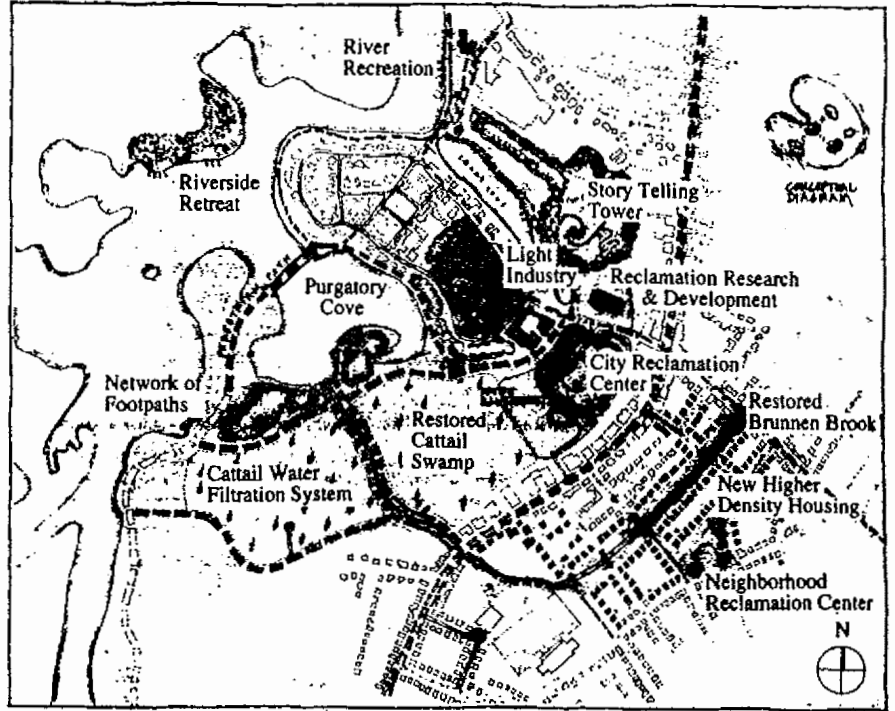 River
Recreation
Riverside
Retreat
Story Telling
Tower
CONCEPTUAL
DIAGRAM
Light
Industry
Reclamation Research
& Development
Purgatory
Cove
City Reclamation
Center
Network of
Footpaths
Restored
Cattail
Swamp
Restored
Brunnen Brook
Cattail Water
Filtration System
New Higher
Density Housing
Neighborhood
Reclamation Center
N